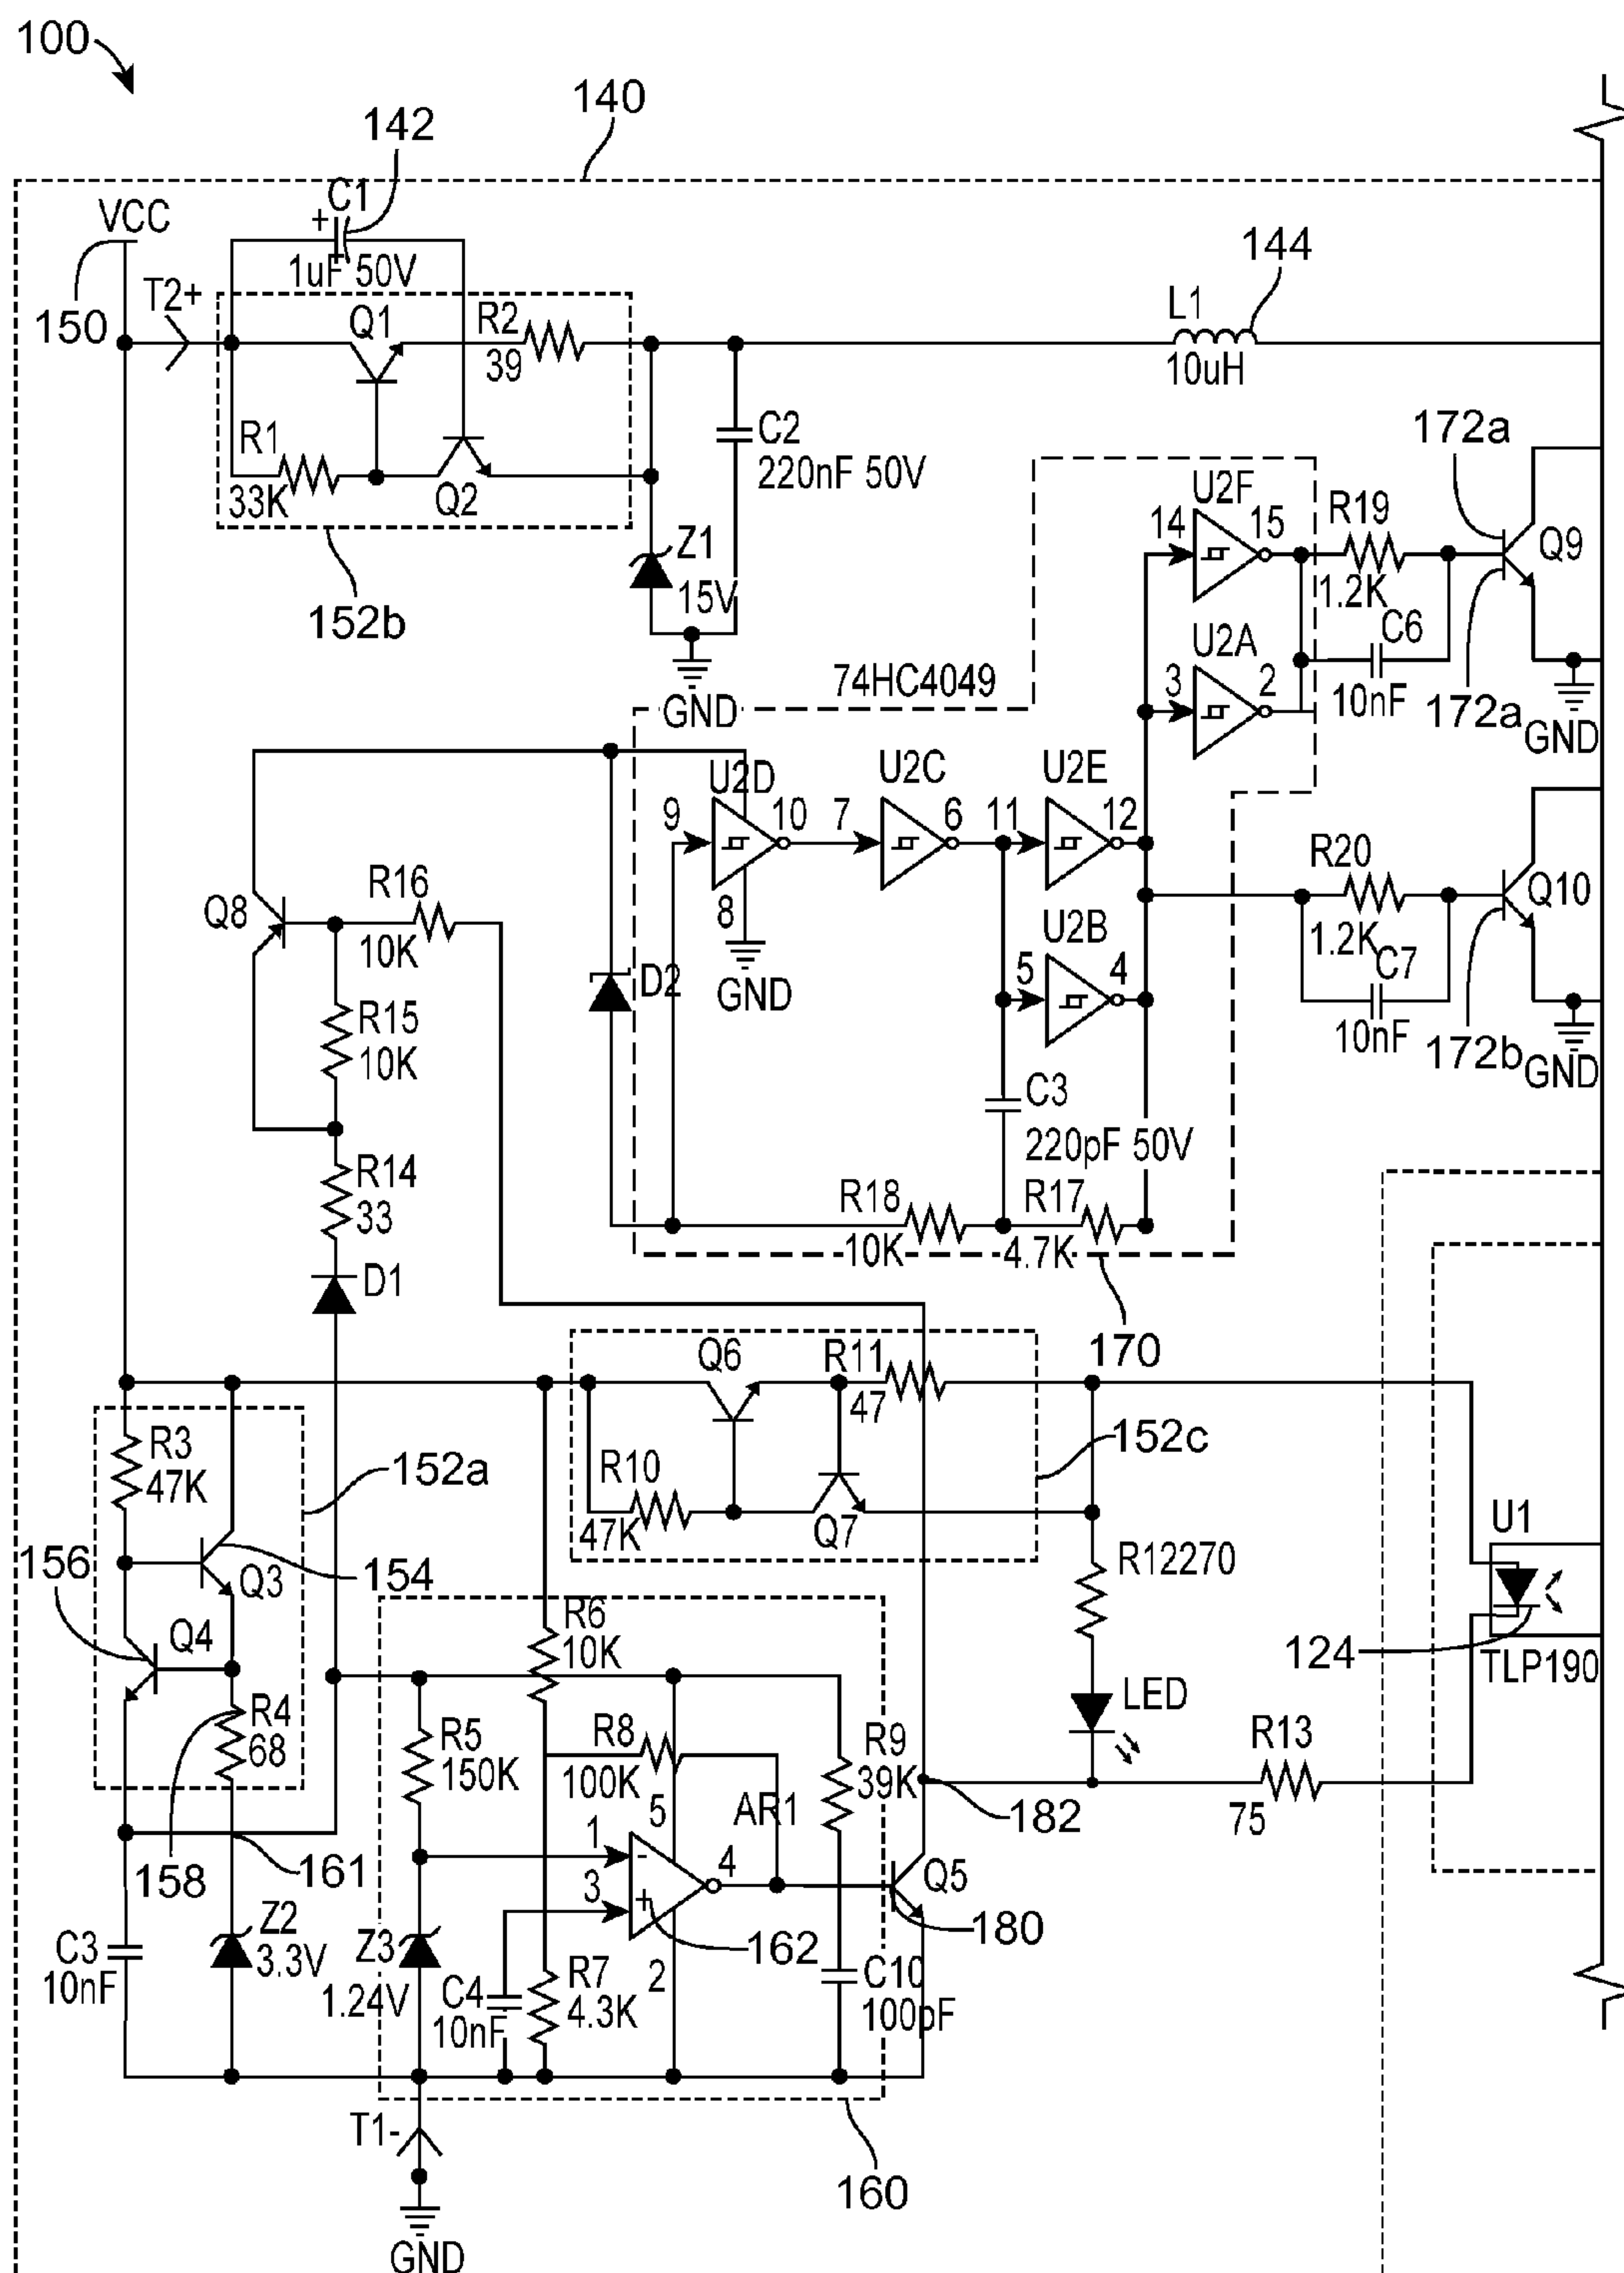 100
140
142
C1
+
VCC
1uF 50V
144
T2+
150
Q1
R2
39
L1
10uH
R1
33K
Q2
C2
220nF 50V
172a
U2F
14
15
R19
Q9
Z1
15V
1.2K
152b
C6
U2A
74HC4049
3
2
10nF
172a
GND
GND
U2D
U2C
U2E
9
10
7
6
11
12
R20
R16
Q8
10K
8
1.2K
Q10
U2B
C7
D2
GND
5
4
R15
10K
10nF
172b
GND
C3
220pF 50V
R14
33
R18
R17
10K
4.7K
D1
170
Q6
R11
47
R3
47K
152a
152c
R10
47K
Q7
U1
156
Q3
154
R12270
Q4
R6
10K
124
TLP190
LED
R4
68
R5
150K
R8
100K
R9
39K
R13
5
AR1
182
75
1
-
4
158
161
3
+
Q5
Z2
3.3V
162
180
C3
10nF
Z3
1.24V
C4
10nF
R7
4.3K
2
C10
100pF
T1-
160
GND